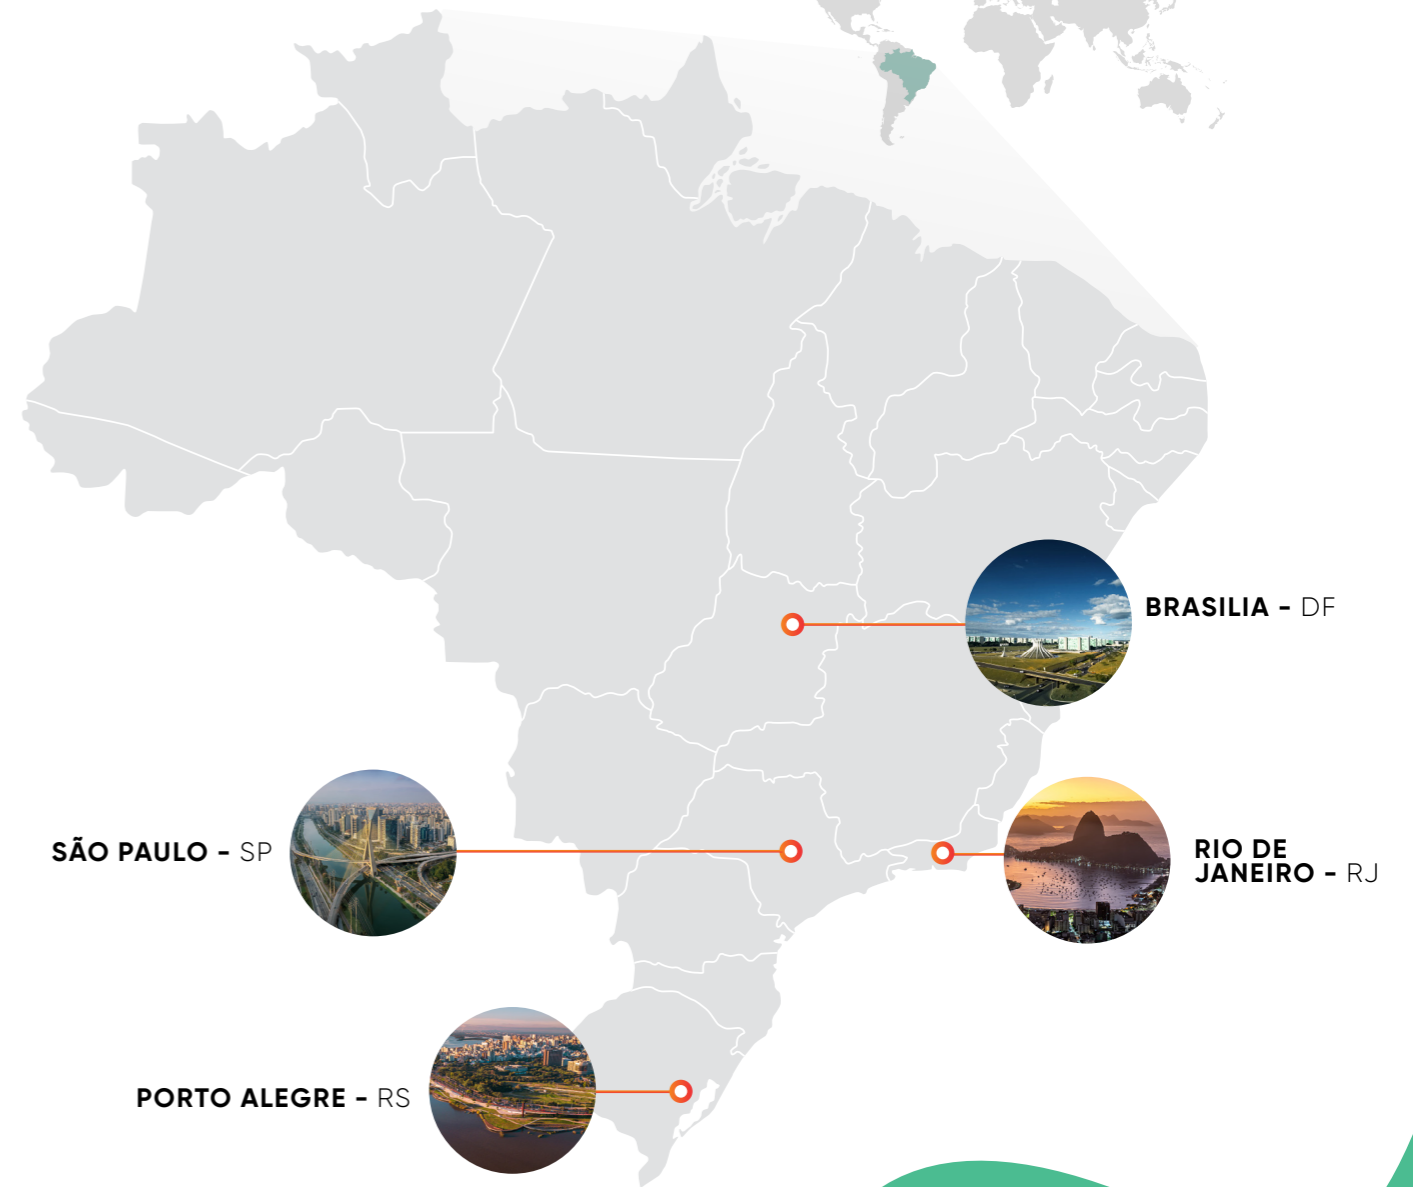 BRASILIA - DF
SÃO PAULO - SP
RIO DE
JANEIRO - RJ
PORTO ALEGRE - RS